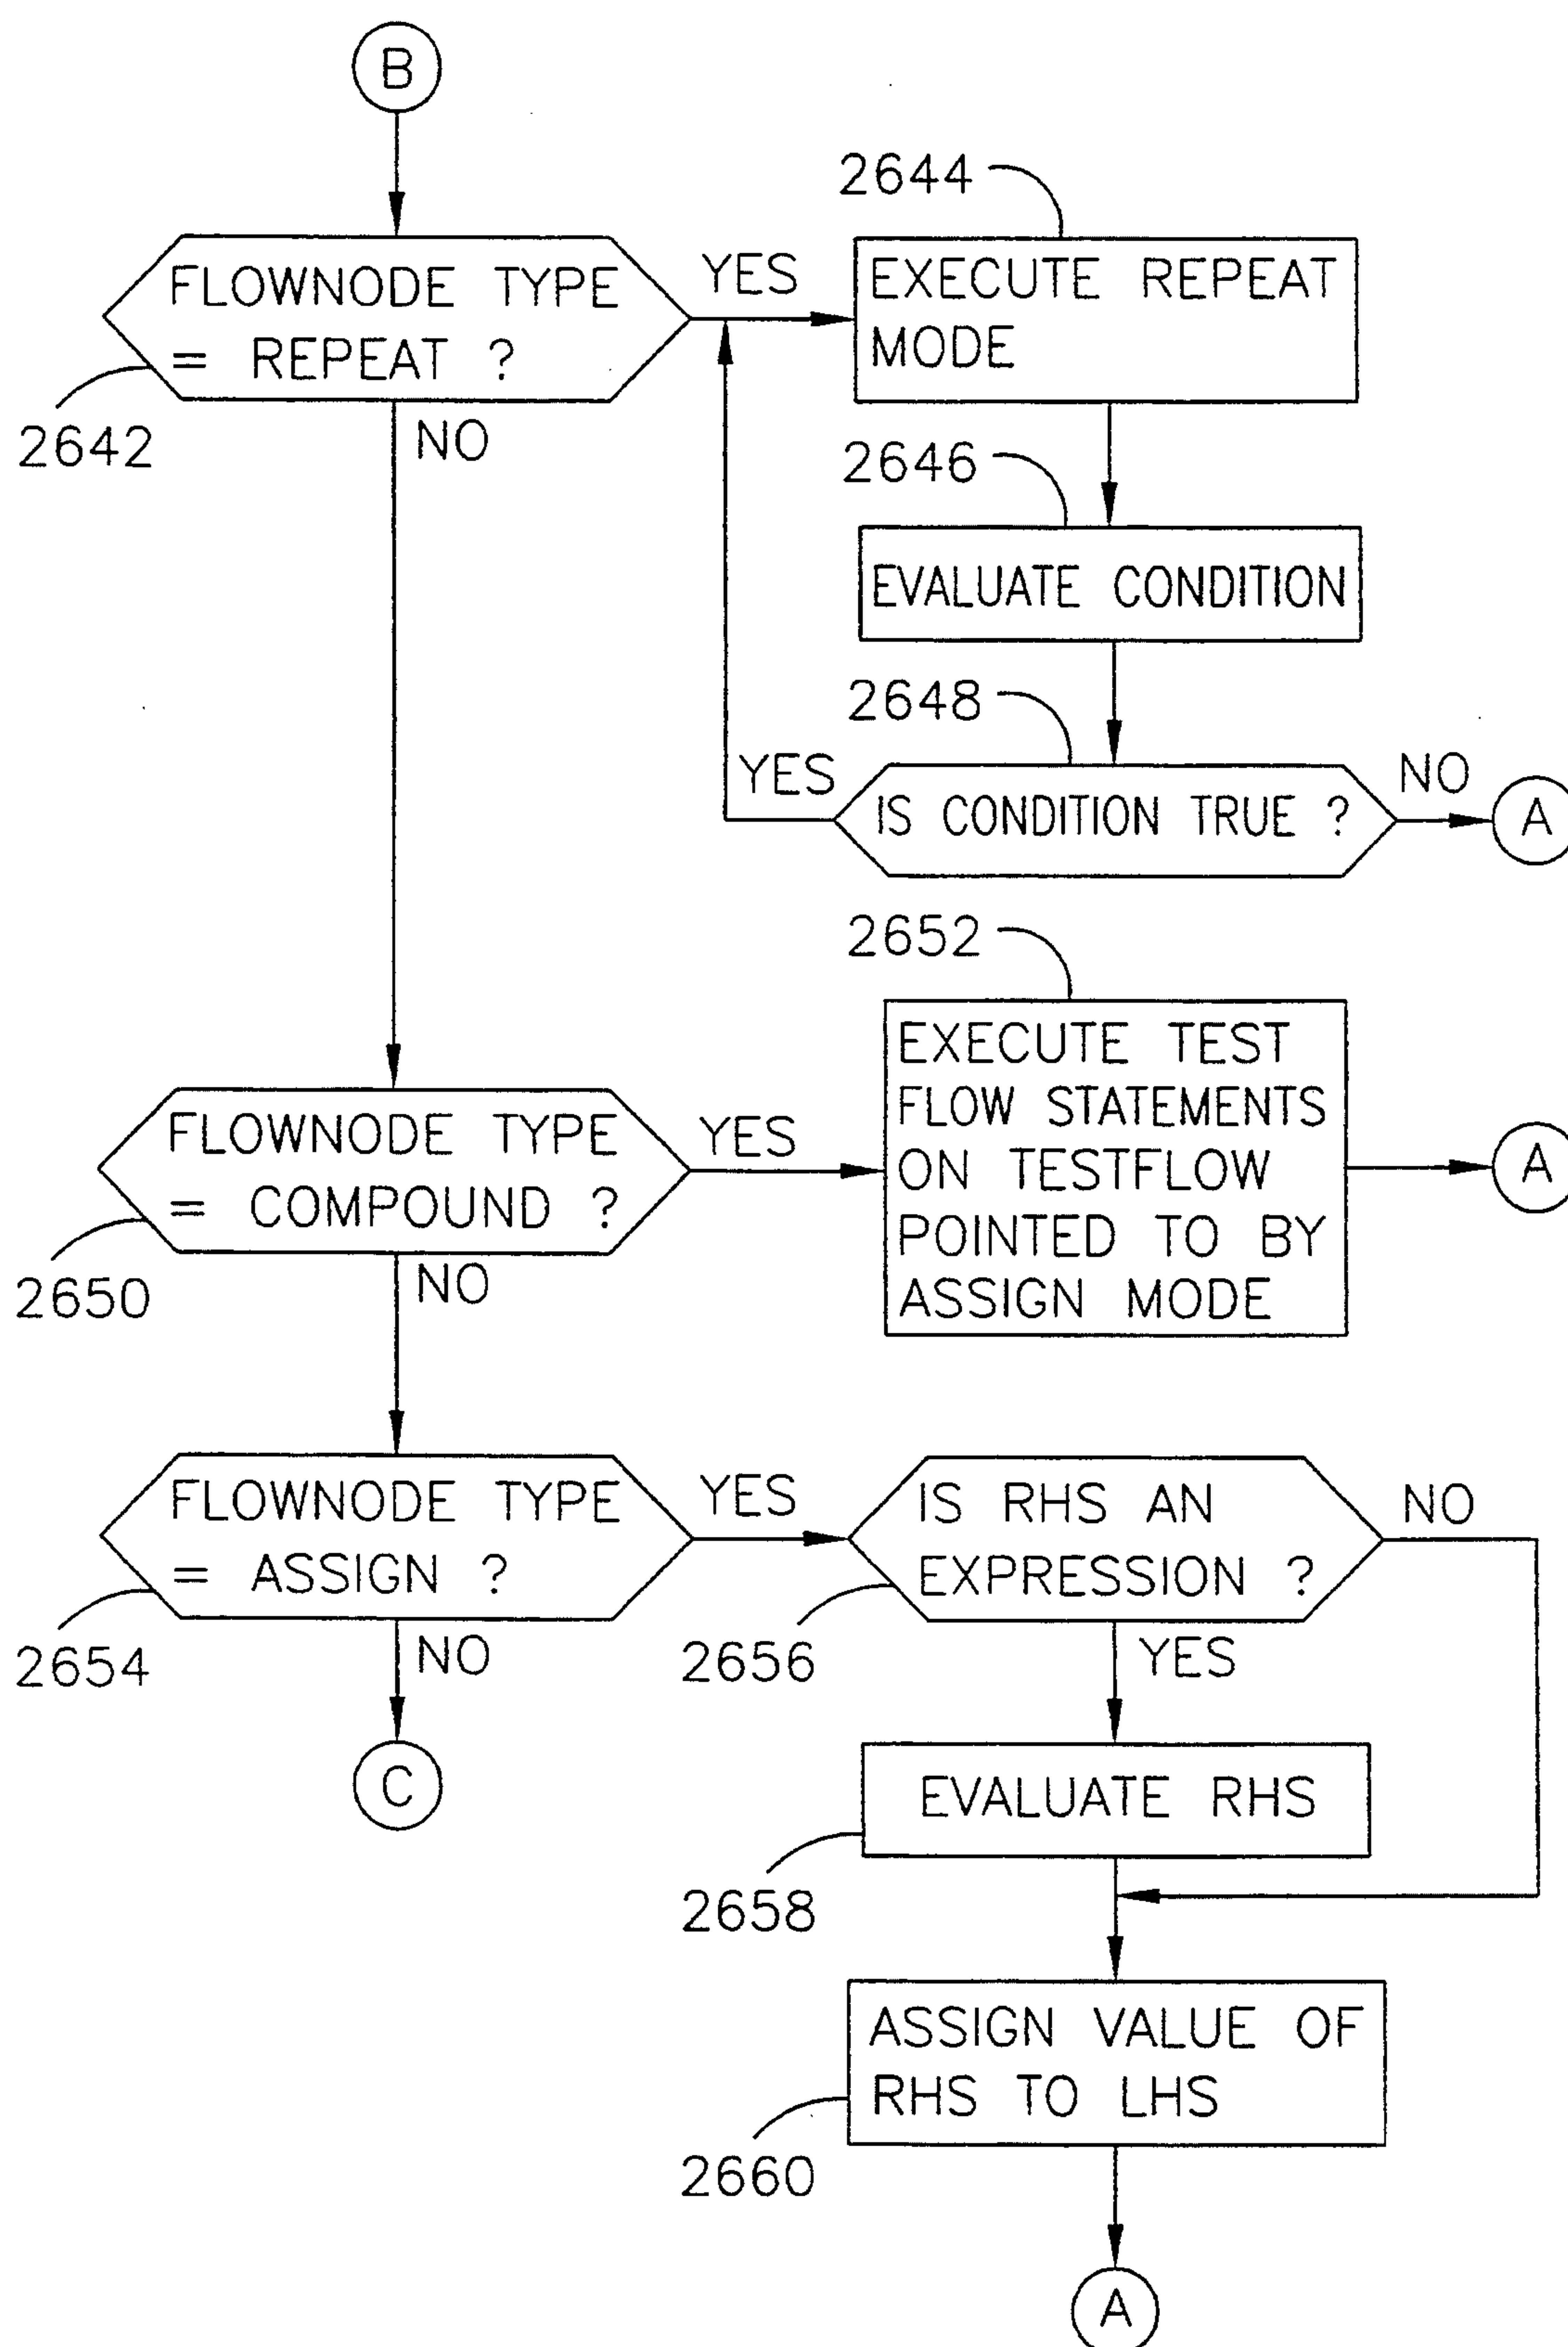 B
2644
FLOWNODE TYPE
= REPEAT ?
YES
EXECUTE REPEAT
MODE
2642
NO
2646
EVALUATE CONDITION
2648
YES
IS CONDITION TRUE ?
NO
A
2652
FLOWNODE TYPE
= COMPOUND ?
YES
EXECUTE TEST
FLOW STATEMENTS
ON TESTFLOW
POINTED TO BY
ASSIGN MODE
A
2650
NO
FLOWNODE TYPE
= ASSIGN ?
YES
IS RHS AN
EXPRESSION ?
NO
2654
NO
2656
YES
C
EVALUATE RHS
2658
ASSIGN VALUE OF
RHS TO LHS
2660
A